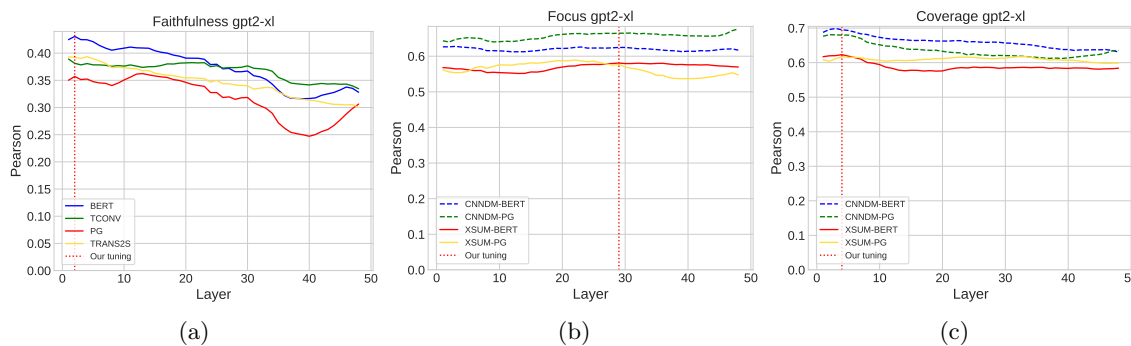 Faithfulness gpt2-xl
0.40
0.35
0.30
0.25
0.20
0.15
0.10
0.05
0.00
Pearson
BERT
TCONV
PG
TRANS2S
Our tuning
0 10 20 30 40 50
Layer
(a)
Focus gpt2-xl
0.6
0.5
0.4
0.3
0.2
0.1
0.0
Pearson
CNNDM-BERT
CNNDM-PG
XSUM-BERT
XSUM-PG
Our tuning
0 10 20 30 40 50
Layer
(b)
Coverage gpt2-xl
0.7
0.6
0.5
0.4
0.3
0.2
0.1
0.0
Pearson
CNNDM-BERT
CNNDM-PG
XSUM-BERT
XSUM-PG
Our tuning
0 10 20 30 40 50
Layer
(c)